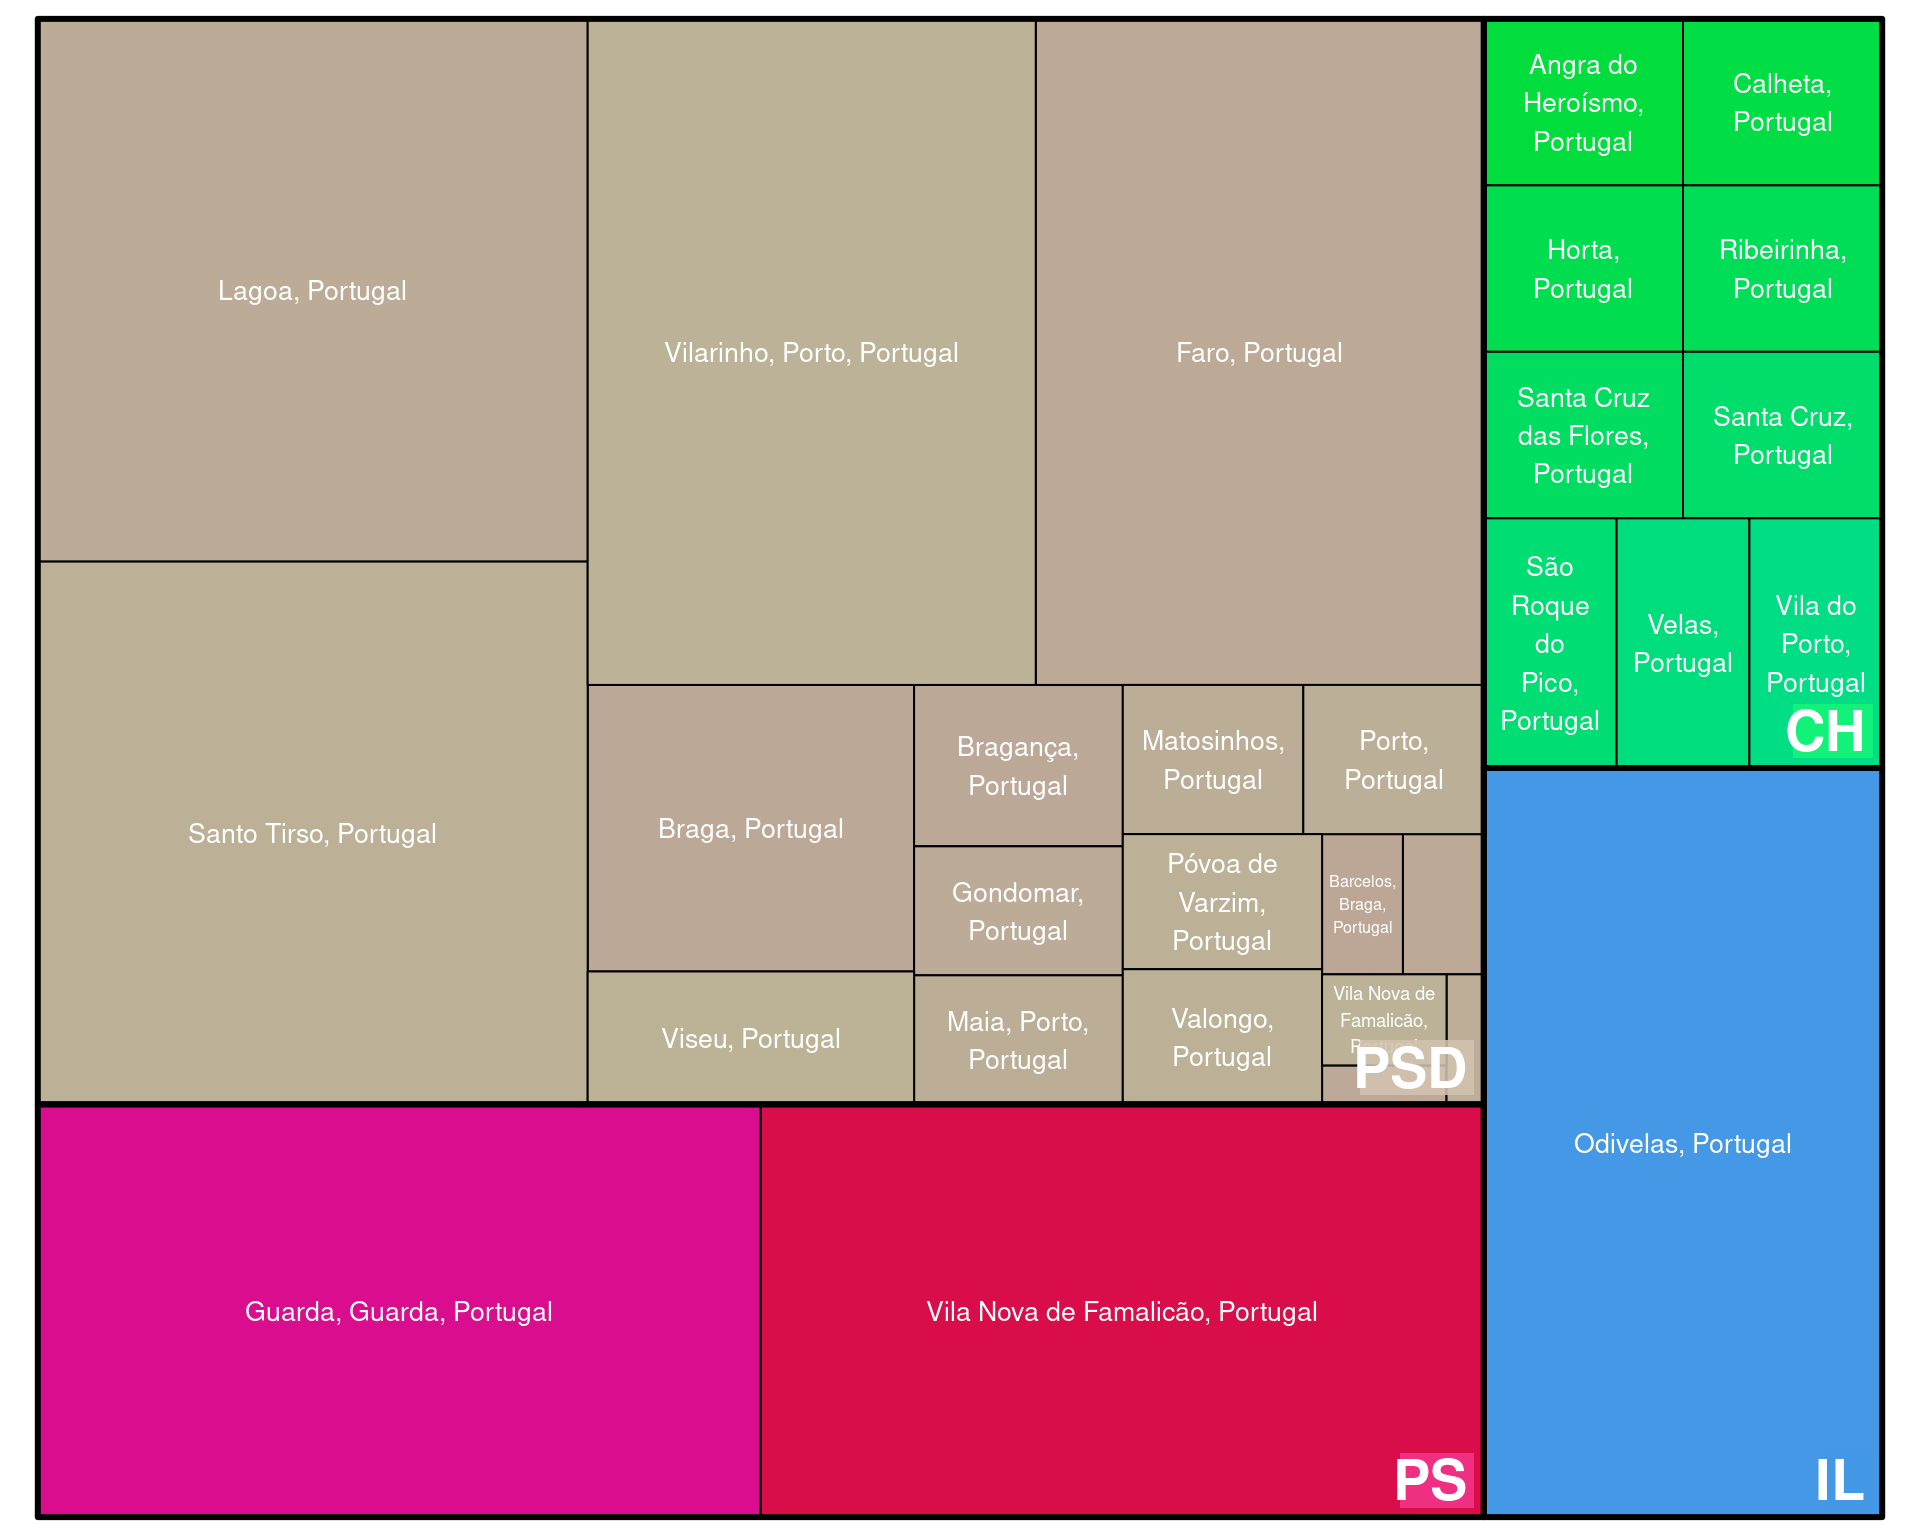 Lagoa, Portugal
Vilarinho, Porto, Portugal
Faro, Portugal
Santo Tirso, Portugal
Braga, Portugal
Viseu, Portugal
Bragança,
Portugal
Gondomar,
Portugal
Maia, Porto,
Portugal
Matosinhos,
Portugal
Porto,
Portugal
Póvoa de
Varzim,
Portugal
Valongo,
Portugal
Barcelos,
Braga,
Portugal
Vila Nova de
Famalicão,
PSD
Guarda, Guarda, Portugal
Vila Nova de Famalicão, Portugal
PS
Angra do
Heroísmo,
Portugal
Calheta,
Portugal
Horta,
Portugal
Ribeirinha,
Portugal
Santa Cruz
das Flores,
Portugal
Santa Cruz,
Portugal
São
Roque
do
Pico,
Portugal
Velas,
Portugal
Vila do
Porto,
Portugal
CH
Odivelas, Portugal
IL